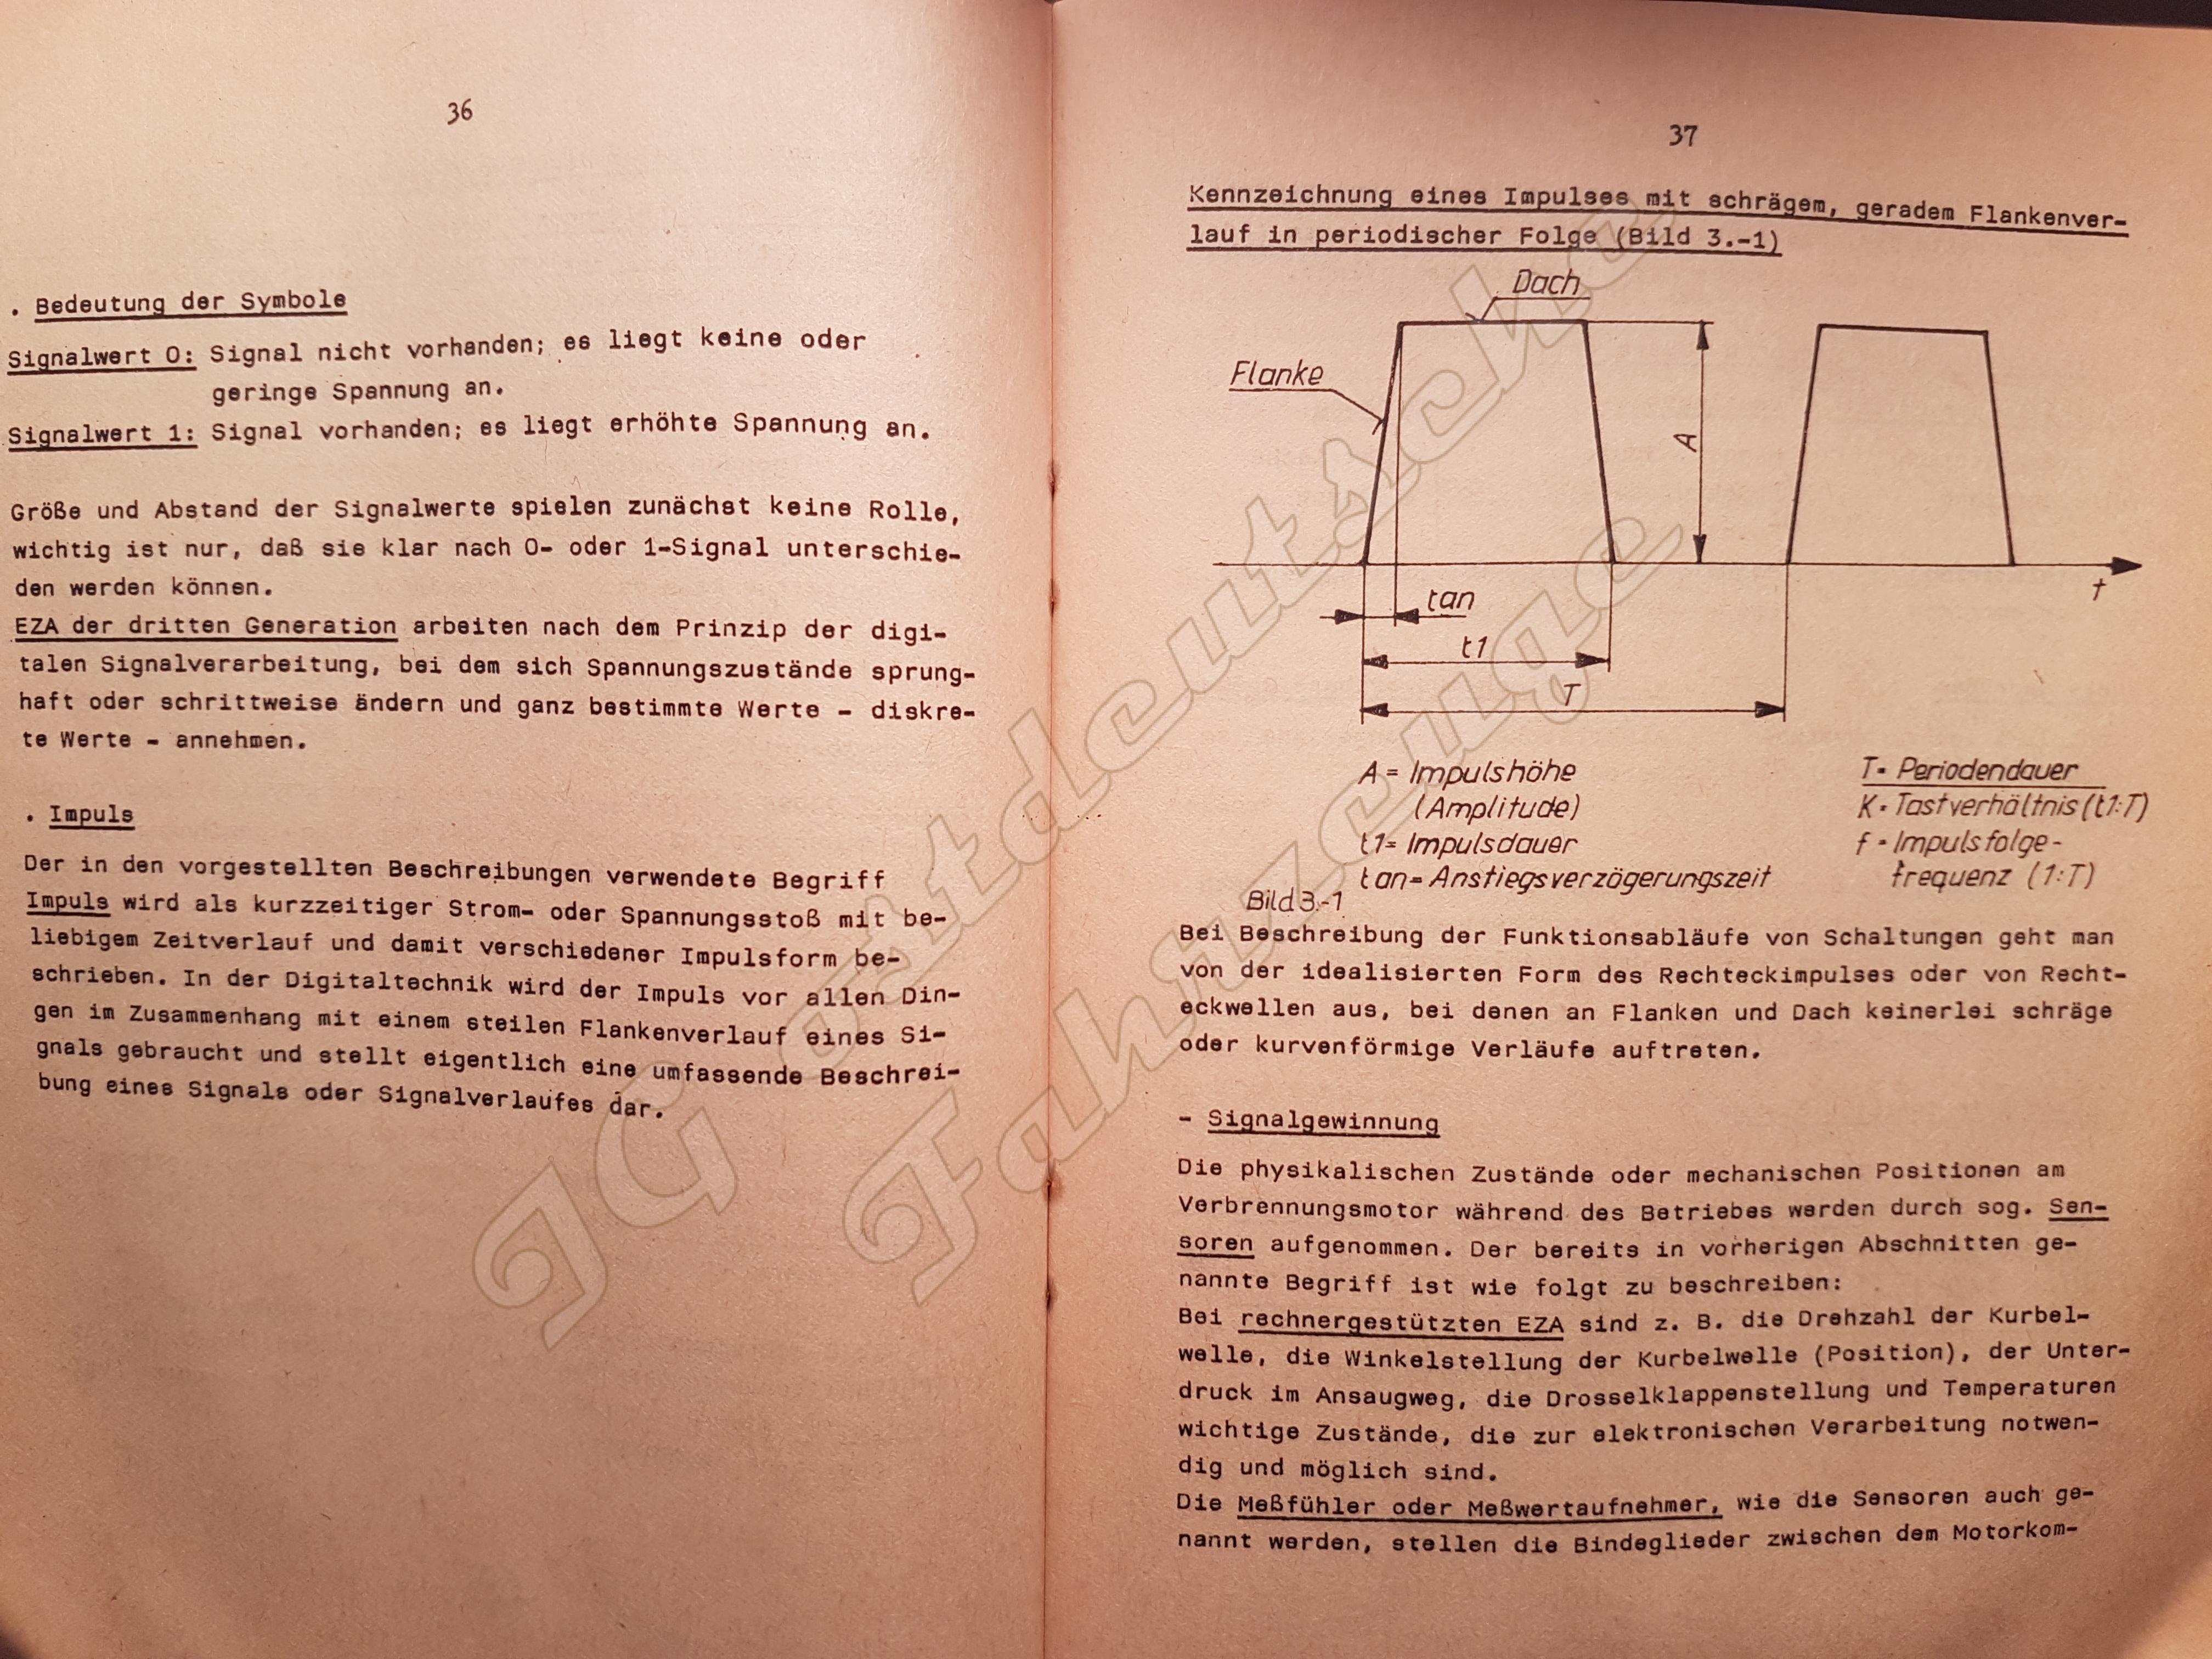 36
. Bedeutung der Symbole
Signalwert 0: Signal nicht vorhanden; es liegt keine oder
geringe Spannung an.
Signalwert 1: Signal vorhanden; es liegt erhöhte Spannung an.
Größe und Abstand der Signalwerte spielen zunächst keine Rolle,
wichtig ist nur, daß sie klar nach 0- oder 1-Signal unterschie-
den werden können.
EZA der dritten Generation arbeiten nach dem Prinzip der digi-
talen Signalverarbeitung, bei dem sich Spannungszustände sprung-
haft oder schrittweise ändern und ganz bestimmte Werte - diskre-
te Werte - annehmen.
. Impuls
Der in den vorgestellten Beschreibungen verwendete Begriff
Impuls wird als kurzzeitiger Strom- oder Spannungsstoß mit be-
liebigem Zeitverlauf und damit verschiedener Impulsform be-
schrieben. In der Digitaltechnik wird der Impuls vor allen Din-
gen im Zusammenhang mit einem steilen Flankenverlauf eines Si-
gnals gebraucht und stellt eigentlich eine umfassende Beschrei-
bung eines Signals oder Signalverlaufes dar.
37
Kennzeichnung eines Impulses mit schrägem, geradem Flankenver-
lauf in periodischer Folge (Bild 3.-1)
Dach
Flanke
A
t
tan
t1
T
A = Impulshöhe
(Amplitude)
t1= Impulsdauer
tan= Anstiegsverzögerungszeit
T= Periodendauer
K= Tastverhältnis (t1:T)
f = Impulsfolge-
frequenz (1:T)
Bild 3.-1
Bei Beschreibung der Funktionsabläufe von Schaltungen geht man
von der idealisierten Form des Rechteckimpulses oder von Recht-
eckwellen aus, bei denen an Flanken und Dach keinerlei schräge
oder kurvenförmige Verläufe auftreten.
- Signalgewinnung
Die physikalischen Zustände oder mechanischen Positionen am
Verbrennungsmotor während des Betriebes werden durch sog. Sen-
soren aufgenommen. Der bereits in vorherigen Abschnitten ge-
nannte Begriff ist wie folgt zu beschreiben:
Bei rechnergestützten EZA sind z. B. die Drehzahl der Kurbel-
welle, die Winkelstellung der Kurbelwelle (Position), der Unter-
druck im Ansaugweg, die Drosselklappenstellung und Temperaturen
wichtige Zustände, die zur elektronischen Verarbeitung notwen-
dig und möglich sind.
Die Meßfühler oder Meßwertaufnehmer, wie die Sensoren auch ge-
nannt werden, stellen die Bindeglieder zwischen dem Motorkom-
IG ostdeutsche
Fahrzeuge